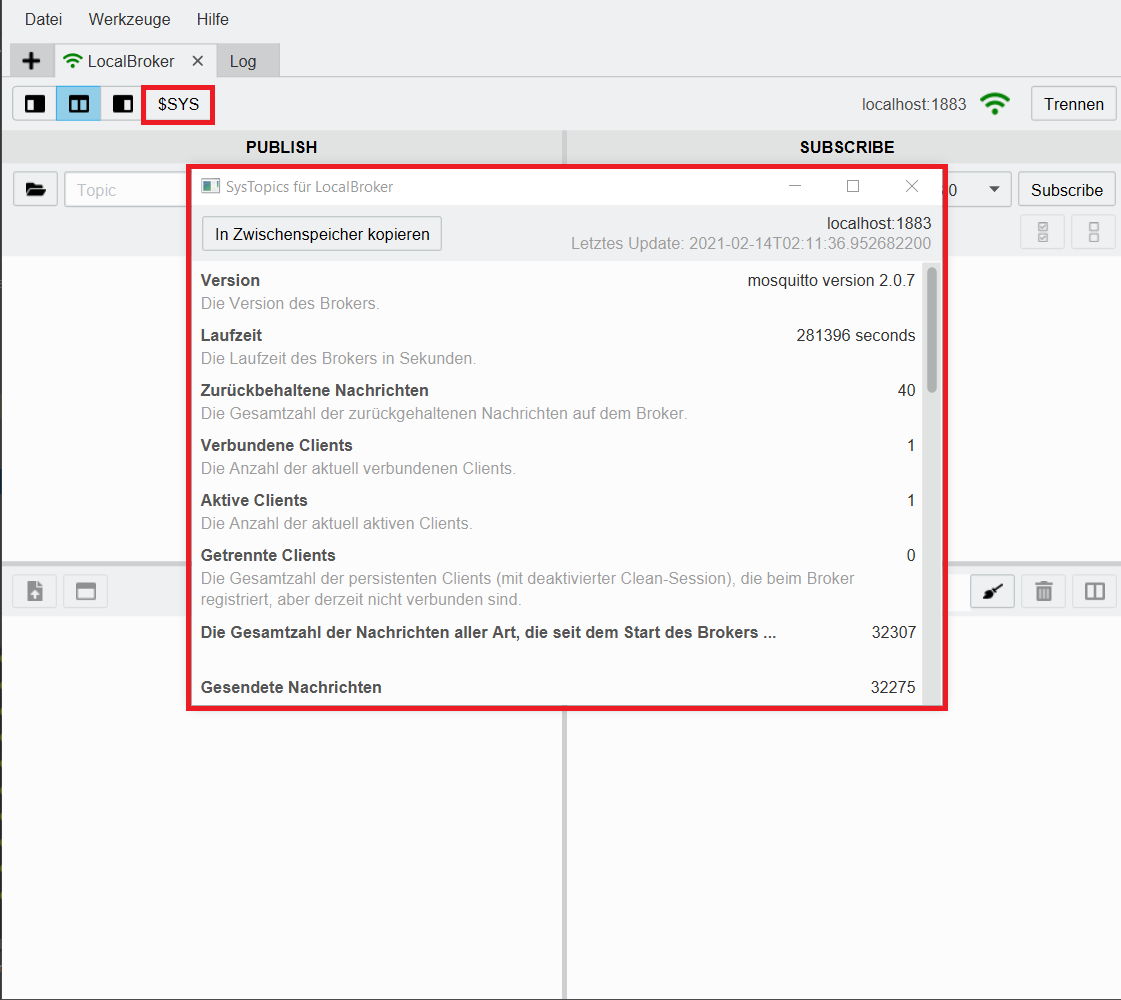 Datei Werkzeuge Hilfe
LocalBroker Log
$SYS localhost:1883 Trennen
PUBLISH SUBSCRIBE
Topic Subscribe
SysTopics für LocalBroker
In Zwischenspeicher kopieren localhost:1883
Letztes Update: 2021-02-14T02:11:36.952682200
Version mosquitto version 2.0.7
Die Version des Brokers.
Laufzeit 281396 seconds
Die Laufzeit des Brokers in Sekunden.
Zurückbehaltene Nachrichten 40
Die Gesamtzahl der zurückgehaltenen Nachrichten auf dem Broker.
Verbundene Clients 1
Die Anzahl der aktuell verbundenen Clients.
Aktive Clients 1
Die Anzahl der aktuell aktiven Clients.
Getrennte Clients 0
Die Gesamtzahl der persistenten Clients (mit deaktivierter Clean-Session), die beim Broker
registriert, aber derzeit nicht verbunden sind.
Die Gesamtzahl der Nachrichten aller Art, die seit dem Start des Brokers ... 32307
Gesendete Nachrichten 32275